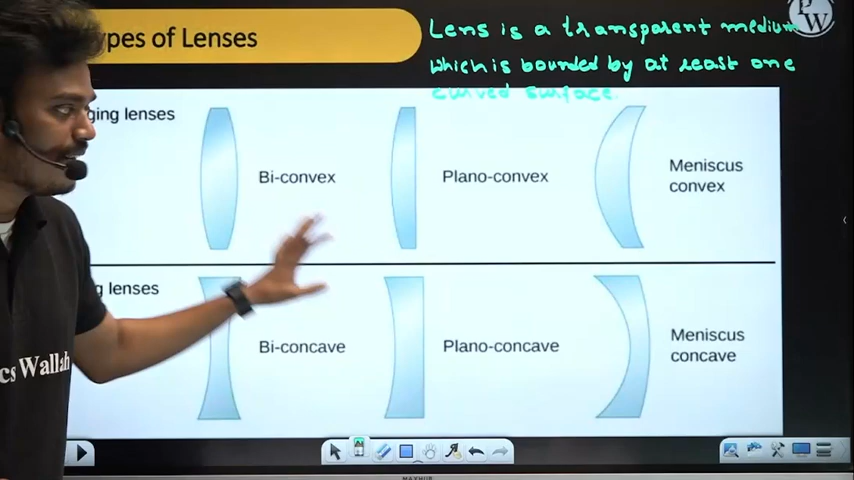 ypes of Lenses
Lens is a transparent medium
which is bounded by at least one
curved surface.
PW
ging lenses
Bi-convex
Plano-convex
Meniscus
convex
g lenses
Bi-concave
Plano-concave
Meniscus
concave
cs Wallah
MAXHUB